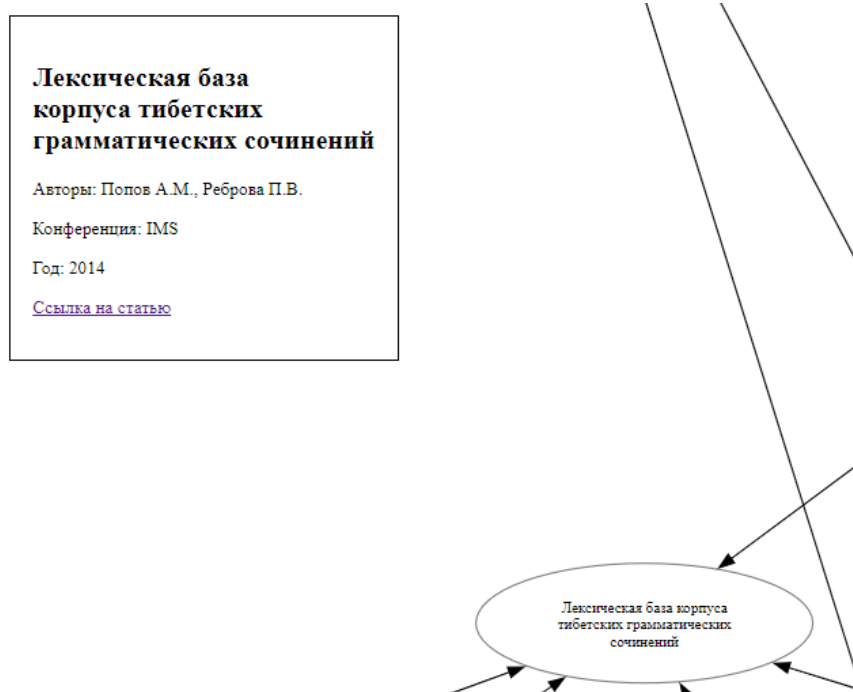 Лексическая база
корпуса тибетских
грамматических сочинений
Авторы: Попов А.М., Реброва П.В.
Конференция: IMS
Год: 2014
Ссылка на статью
Лексическая база корпуса
тибетских грамматических
сочинений